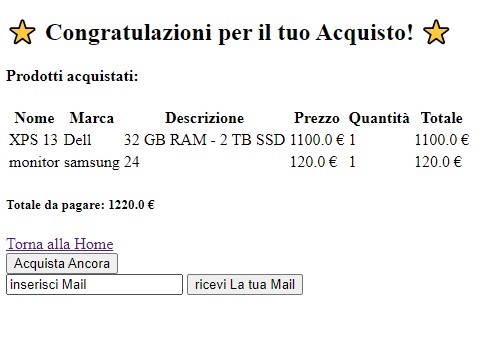 ⭐ Congratulazioni per il tuo Acquisto! ⭐
Prodotti acquistati:
Nome Marca Descrizione Prezzo Quantità Totale
XPS 13 Dell 32 GB RAM - 2 TB SSD 1100.0 € 1 1100.0 €
monitor samsung 24 120.0 € 1 120.0 €
Totale da pagare: 1220.0 €
Torna alla Home
Acquista Ancora
inserisci Mail ricevi La tua Mail